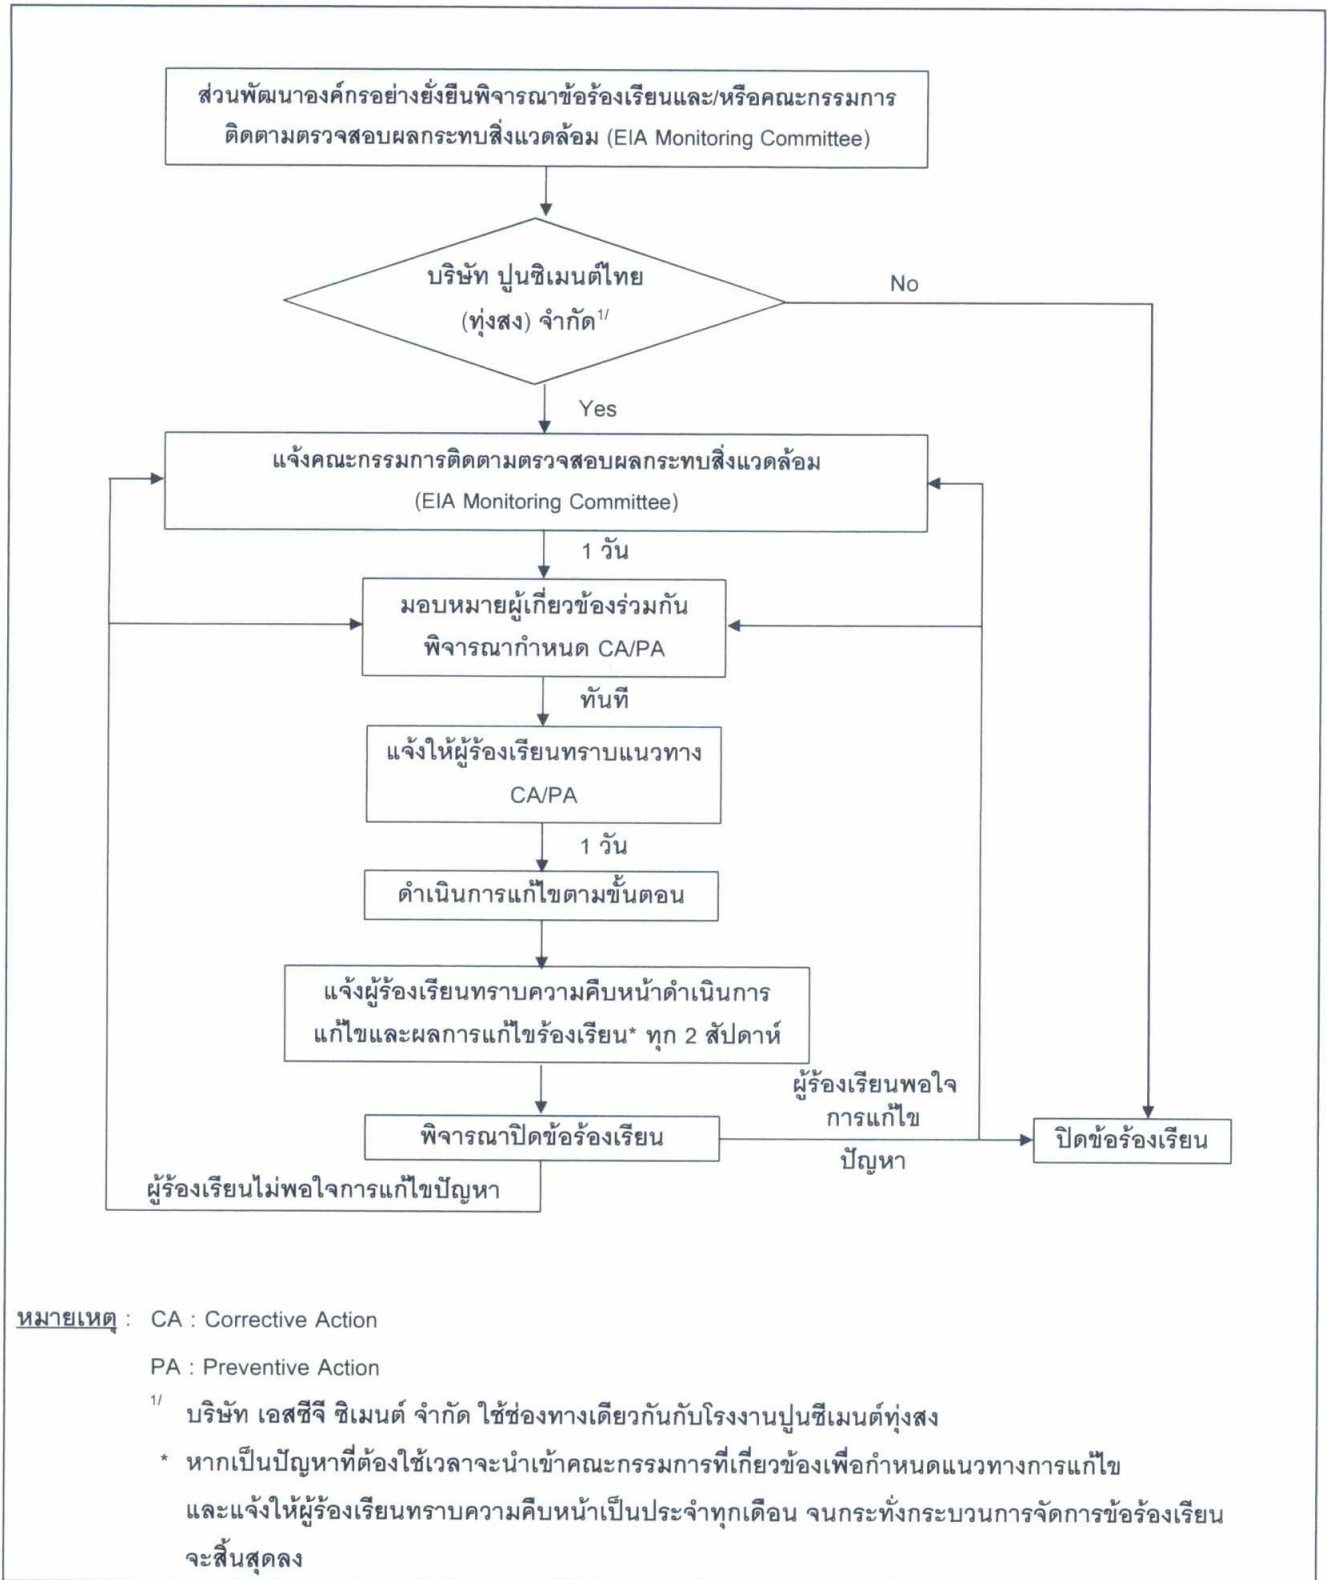 ส่วนพัฒนาองค์กรอย่างยั่งยืนพิจารณาข้อร้องเรียนและ/หรือคณะกรรมการ
ติดตามตรวจสอบผลกระทบสิ่งแวดล้อม (EIA Monitoring Committee)
บริษัท ปูนซิเมนต์ไทย
(ทุ่งสง) จำกัด1/
No
Yes
แจ้งคณะกรรมการติดตามตรวจสอบผลกระทบสิ่งแวดล้อม
(EIA Monitoring Committee)
1 วัน
มอบหมายผู้เกี่ยวข้องร่วมกัน
พิจารณากำหนด CA/PA
ทันที
แจ้งให้ผู้ร้องเรียนทราบแนวทาง
CA/PA
1 วัน
ดำเนินการแก้ไขตามขั้นตอน
แจ้งผู้ร้องเรียนทราบความคืบหน้าดำเนินการ
แก้ไขและผลการแก้ไขร้องเรียน* ทุก 2 สัปดาห์
ผู้ร้องเรียนพอใจ
การแก้ไข
ปัญหา
พิจารณาปิดข้อร้องเรียน
ปิดข้อร้องเรียน
ผู้ร้องเรียนไม่พอใจการแก้ไขปัญหา
หมายเหตุ : CA : Corrective Action
PA : Preventive Action
1/ บริษัท เอสซีจี ซิเมนต์ จำกัด ใช้ช่องทางเดียวกันกับโรงงานปูนซีเมนต์ทุ่งสง
* หากเป็นปัญหาที่ต้องใช้เวลาจะนำเข้าคณะกรรมการที่เกี่ยวข้องเพื่อกำหนดแนวทางการแก้ไข
และแจ้งให้ผู้ร้องเรียนทราบความคืบหน้าเป็นประจำทุกเดือน จนกระทั่งกระบวนการจัดการข้อร้องเรียน
จะสิ้นสุดลง